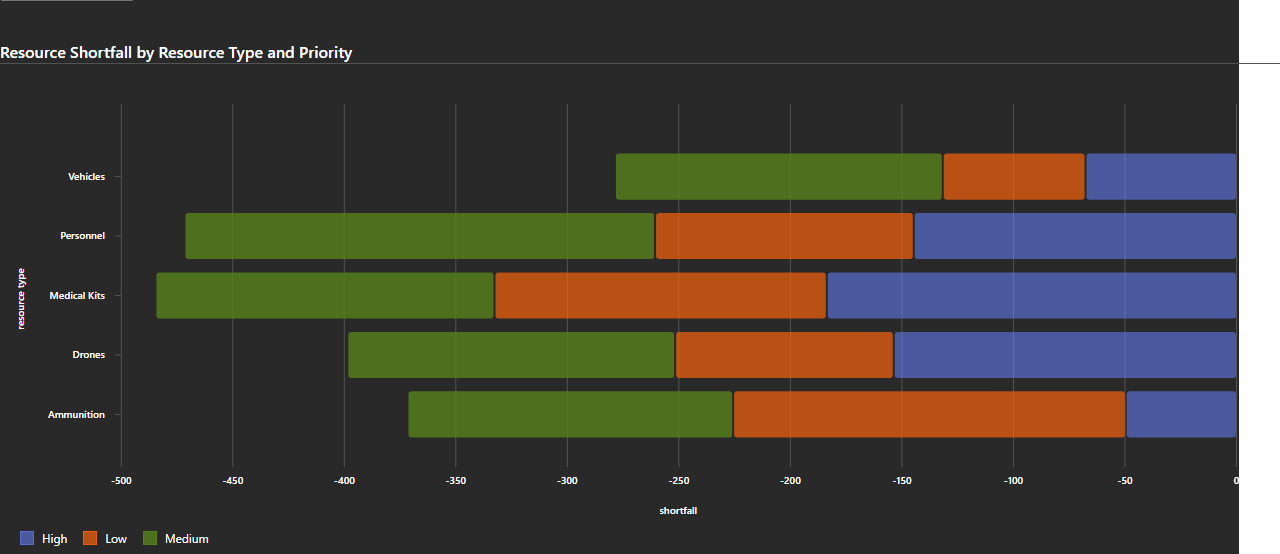 Resource Shortfall by Resource Type and Priority
Vehicles
Personnel
Medical Kits
Drones
Ammunition
resource type
-500 -450 -400 -350 -300 -250 -200 -150 -100 -50 0
shortfall
High Low Medium